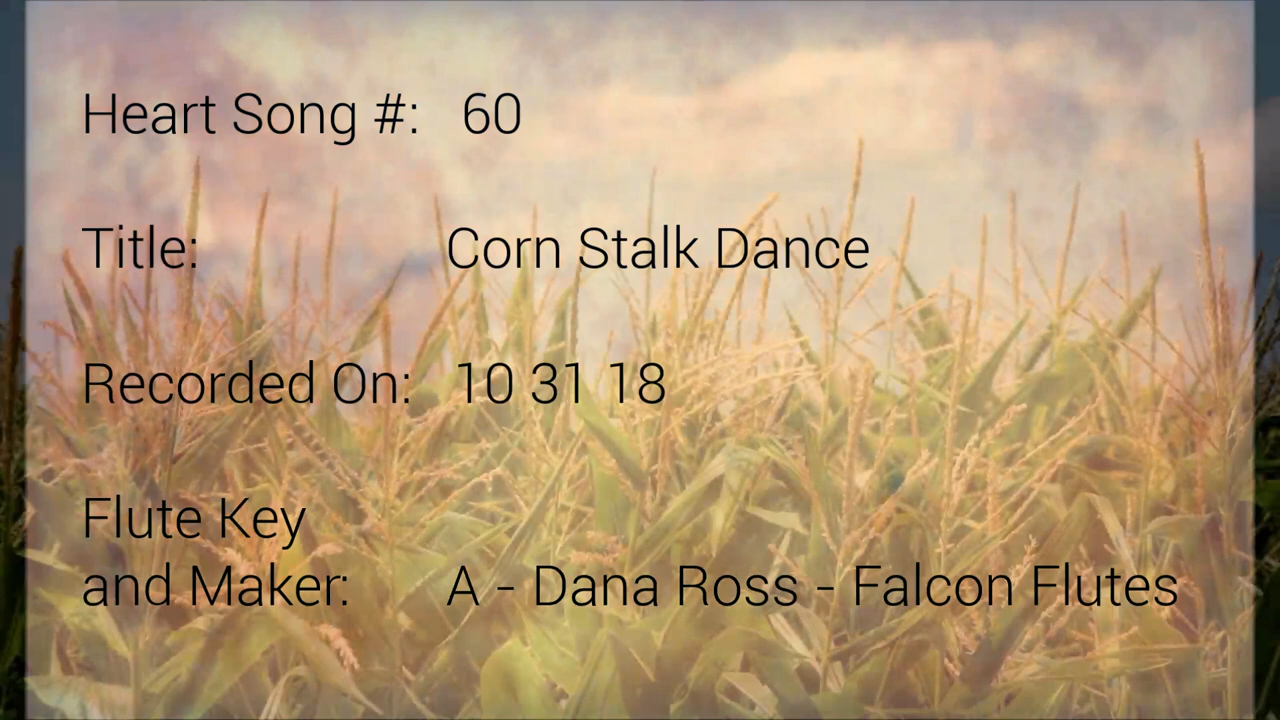 Heart Song #: 60
Title: Corn Stalk Dance
Recorded On: 10 31 18
Flute Key
and Maker: A - Dana Ross - Falcon Flutes